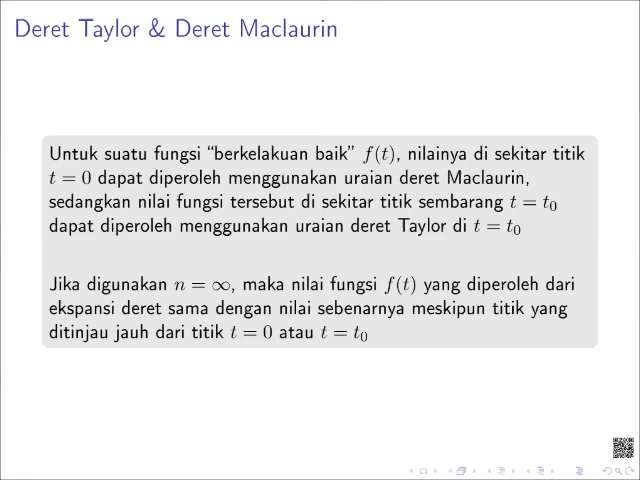 Deret Taylor & Deret Maclaurin
Untuk suatu fungsi “berkelakuan baik” f(t), nilainya di sekitar titik
t = 0 dapat diperoleh menggunakan uraian deret Maclaurin,
sedangkan nilai fungsi tersebut di sekitar titik sembarang t = t₀
dapat diperoleh menggunakan uraian deret Taylor di t = t₀
Jika digunakan n = ∞, maka nilai fungsi f(t) yang diperoleh dari
ekspansi deret sama dengan nilai sebenarnya meskipun titik yang
ditinjau jauh dari titik t = 0 atau t = t₀